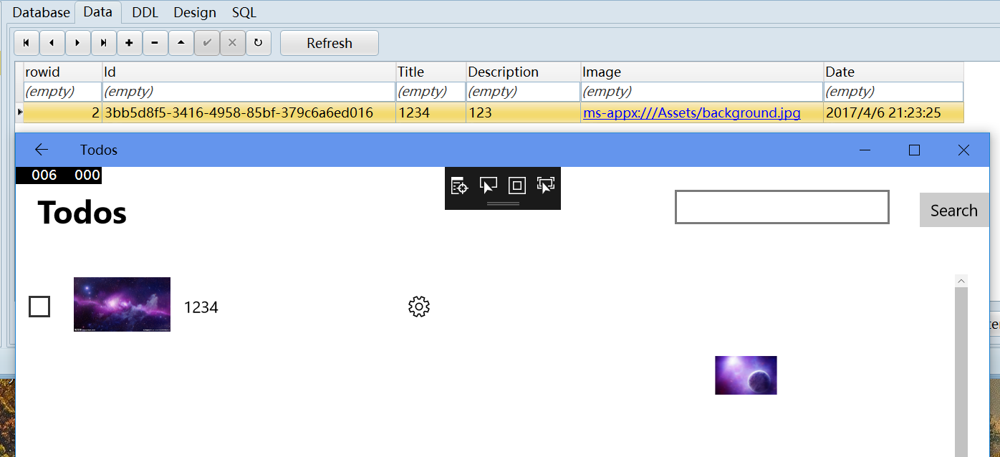 Database Data DDL Design SQL
Refresh
rowid Id Title Description Image Date
(empty) (empty) (empty) (empty) (empty) (empty)
2 3bb5d8f5-3416-4958-85bf-379c6a6ed016 1234 123 ms-appx:///Assets/background.jpg 2017/4/6 21:23:25
Todos
006 000
Todos
Search
1234